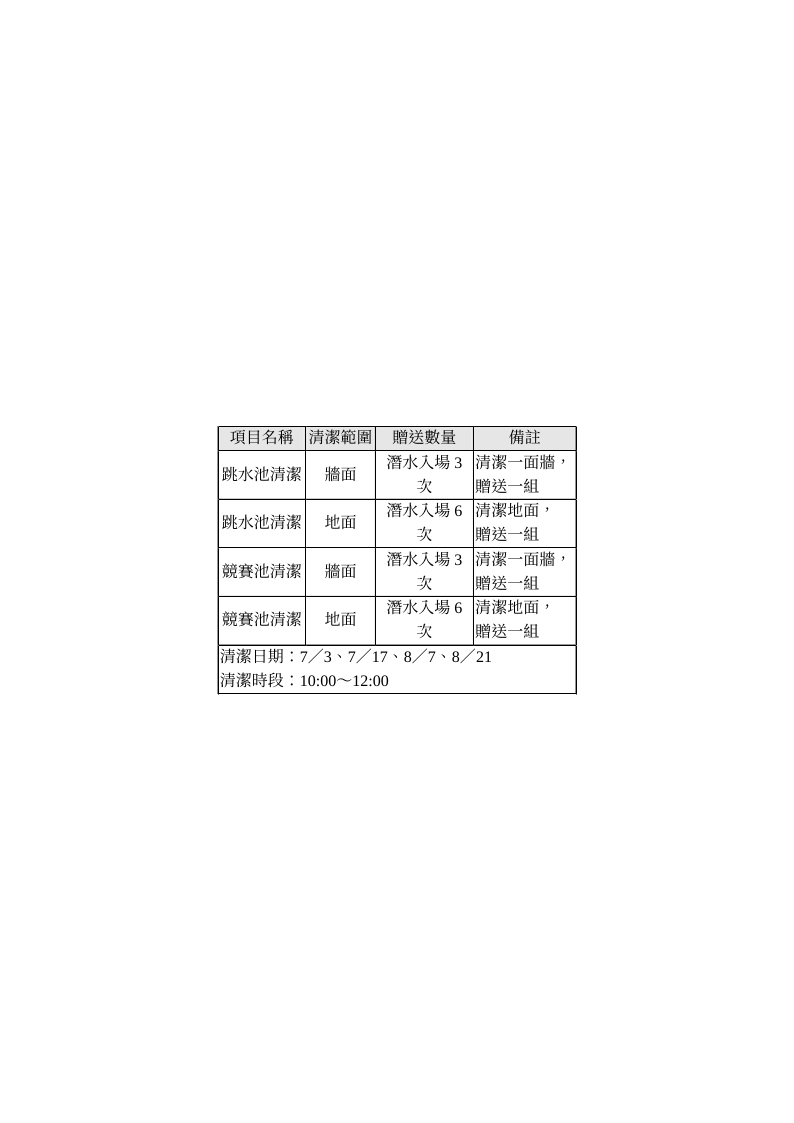 項目名稱 清潔範圍 贈送數量 備註
跳水池清潔 牆面 潛水入場 3 次 清潔一面牆，贈送一組
跳水池清潔 地面 潛水入場 6 次 清潔地面，贈送一組
競賽池清潔 牆面 潛水入場 3 次 清潔一面牆，贈送一組
競賽池清潔 地面 潛水入場 6 次 清潔地面，贈送一組
清潔日期：7／3、7／17、8／7、8／21
清潔時段：10:00～12:00